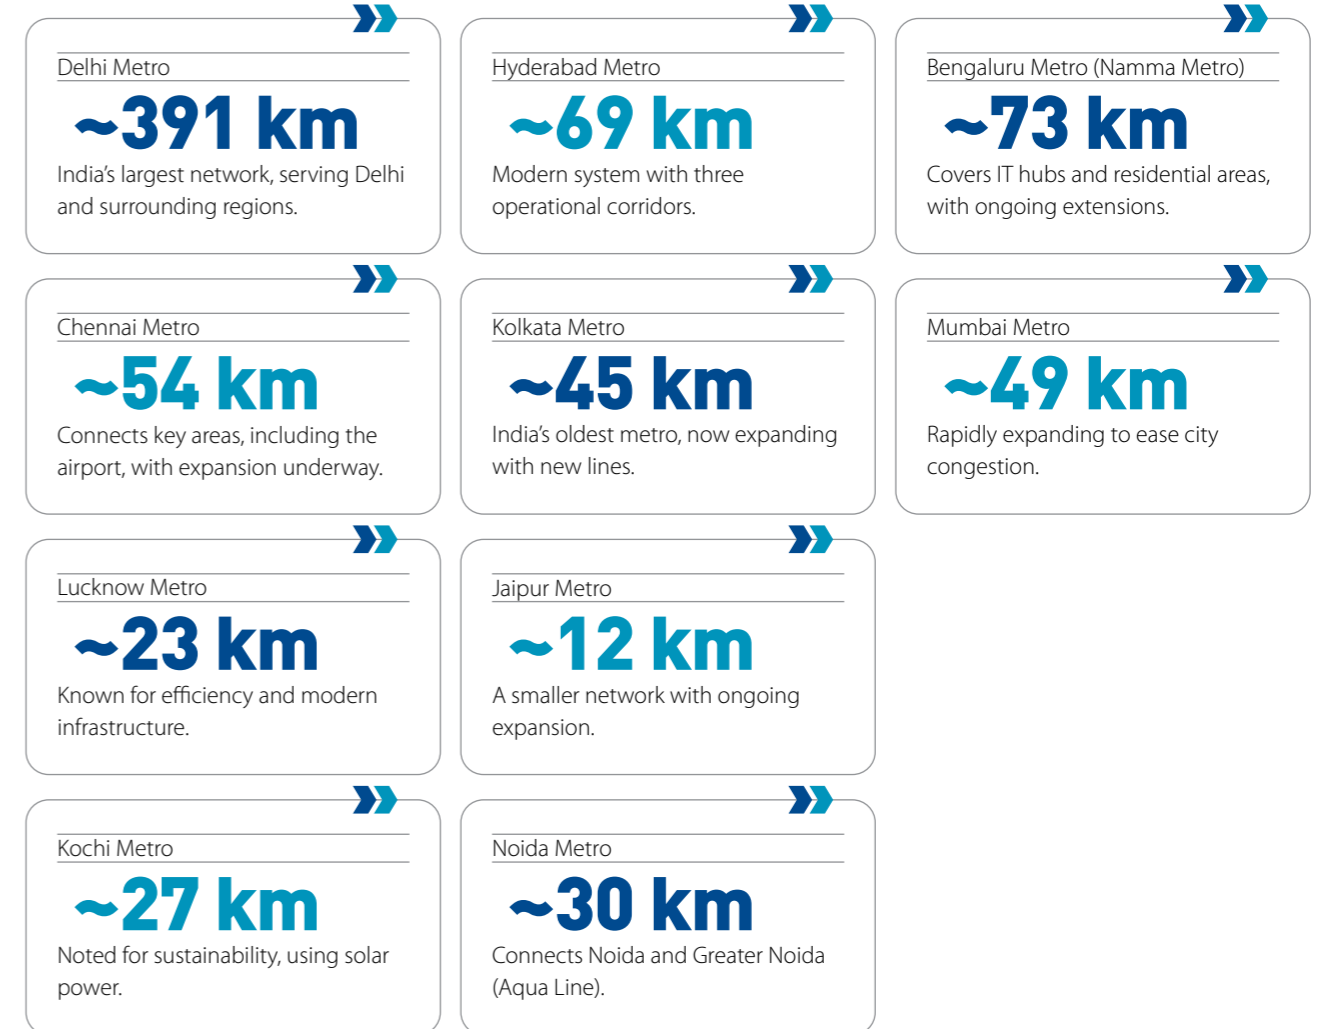 Delhi Metro
~391 km
India’s largest network, serving Delhi
and surrounding regions.
Hyderabad Metro
~69 km
Modern system with three
operational corridors.
Bengaluru Metro (Namma Metro)
~73 km
Covers IT hubs and residential areas,
with ongoing extensions.
Chennai Metro
~54 km
Connects key areas, including the
airport, with expansion underway.
Kolkata Metro
~45 km
India’s oldest metro, now expanding
with new lines.
Mumbai Metro
~49 km
Rapidly expanding to ease city
congestion.
Lucknow Metro
~23 km
Known for efficiency and modern
infrastructure.
Jaipur Metro
~12 km
A smaller network with ongoing
expansion.
Kochi Metro
~27 km
Noted for sustainability, using solar
power.
Noida Metro
~30 km
Connects Noida and Greater Noida
(Aqua Line).